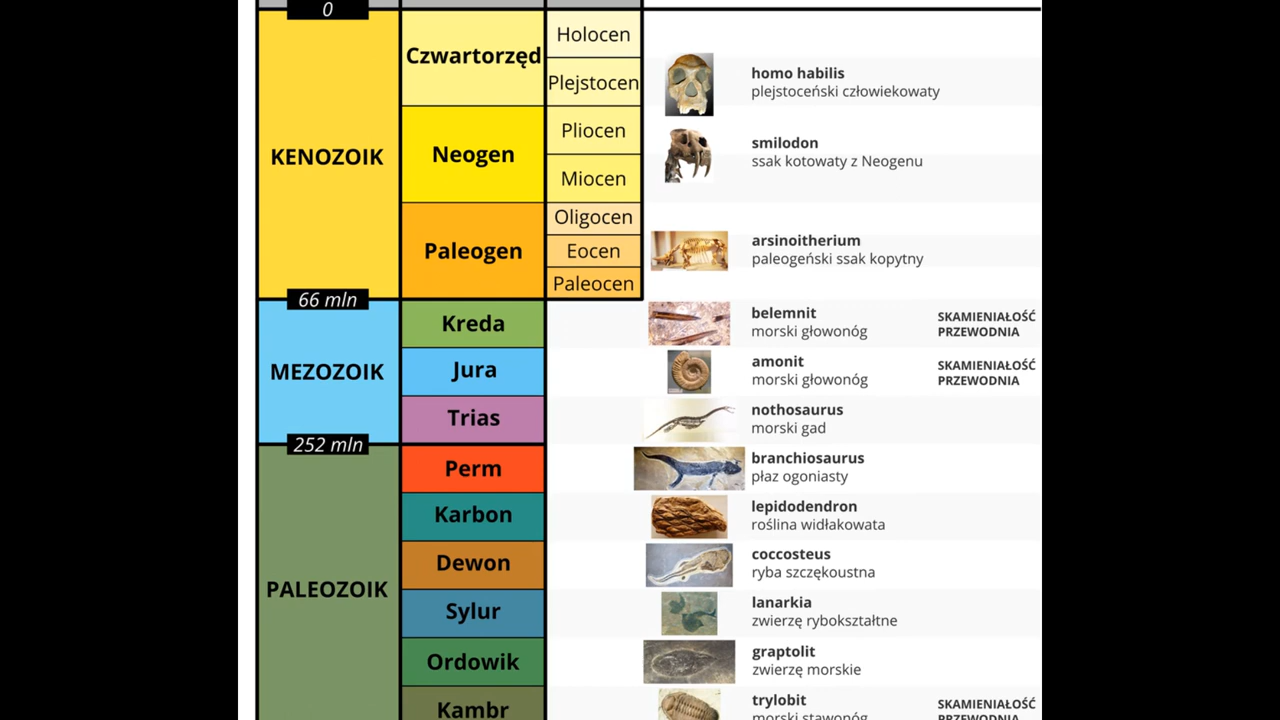 0
KENOZOIK
Czwartorzęd
Holocen
Plejstocen
homo habilis
plejstoceński człowiekowaty
Neogen
Pliocen
Miocen
smilodon
ssak kotowaty z Neogenu
Paleogen
Oligocen
Eocen
Paleocen
arsinoitherium
paleogeński ssak kopytny
66 mln
MEZOZOIK
Kreda
belemnit
morski głowonóg
SKAMIENIAŁOŚĆ
PRZEWODNIA
Jura
amonit
morski głowonóg
SKAMIENIAŁOŚĆ
PRZEWODNIA
Trias
nothosaurus
morski gad
252 mln
PALEOZOIK
Perm
branchiosaurus
płaz ogoniasty
Karbon
lepidodendron
roślina widłakowata
Dewon
coccosteus
ryba szczękoustna
Sylur
lanarkia
zwierzę rybokształtne
Ordowik
graptolit
zwierzę morskie
Kambr
trylobit
morski stawonóg
SKAMIENIAŁOŚĆ
PRZEWODNIA